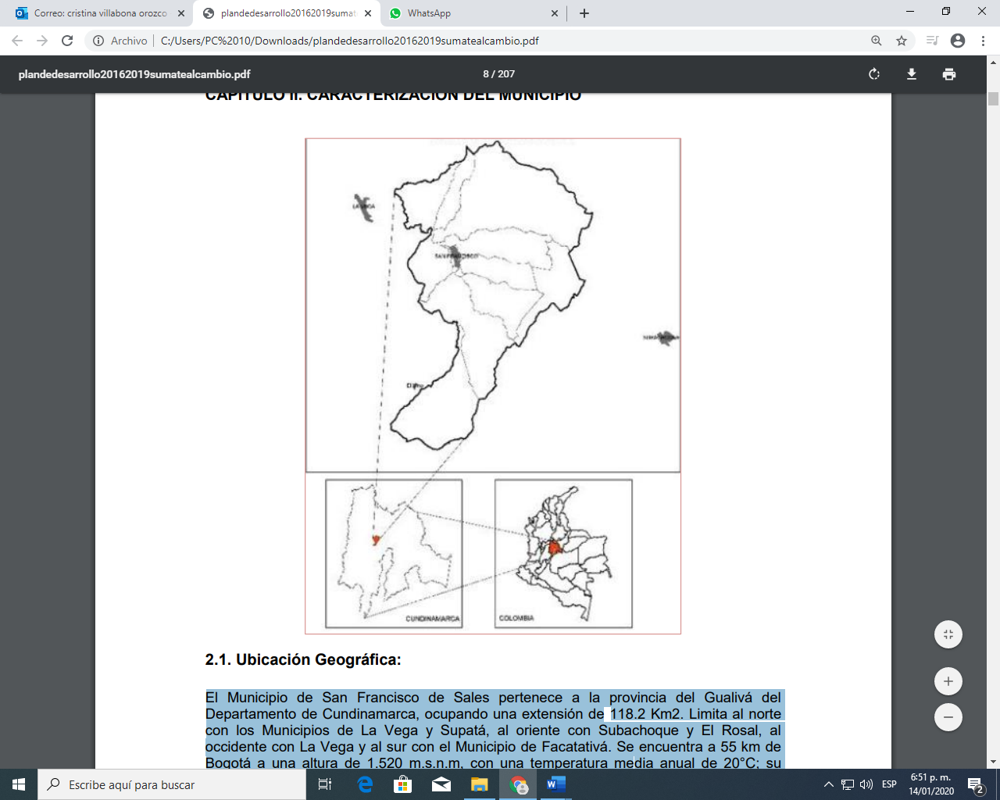 Correo: cristina villabona orozco
plandedesarrollo20162019sumate
WhatsApp
Archivo
C:/Users/PC%2010/Downloads/plandedesarrollo20162019sumatealcambio.pdf
plandedesarrollo20162019sumatealcambio.pdf
8 / 207
CAPITULO II. CARACTERIZACION DEL MUNICIPIO
LA VEGA
SAN FRANCISCO
CUNDINAMARCA
COLOMBIA
2.1. Ubicación Geográfica:
El Municipio de San Francisco de Sales pertenece a la provincia del Gualivá del
Departamento de Cundinamarca, ocupando una extensión de 118.2 Km2. Limita al norte
con los Municipios de La Vega y Supatá, al oriente con Subachoque y El Rosal, al
occidente con La Vega y al sur con el Municipio de Facatativá. Se encuentra a 55 km de
Bogotá a una altura de 1.520 m.s.n.m, con una temperatura media anual de 20°C; su
Escribe aquí para buscar
ESP
6:51 p. m.
14/01/2020
2